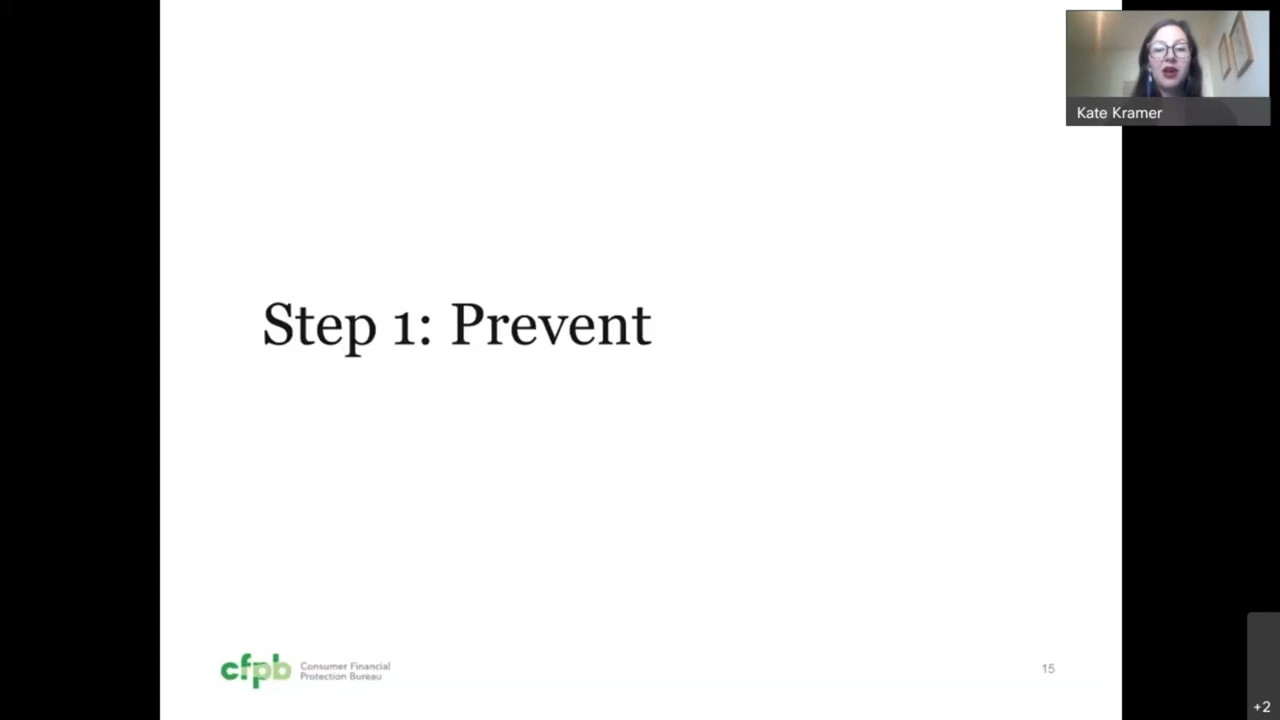 Kate Kramer
Step 1: Prevent
cfpb
Consumer Financial
Protection Bureau
15
+2